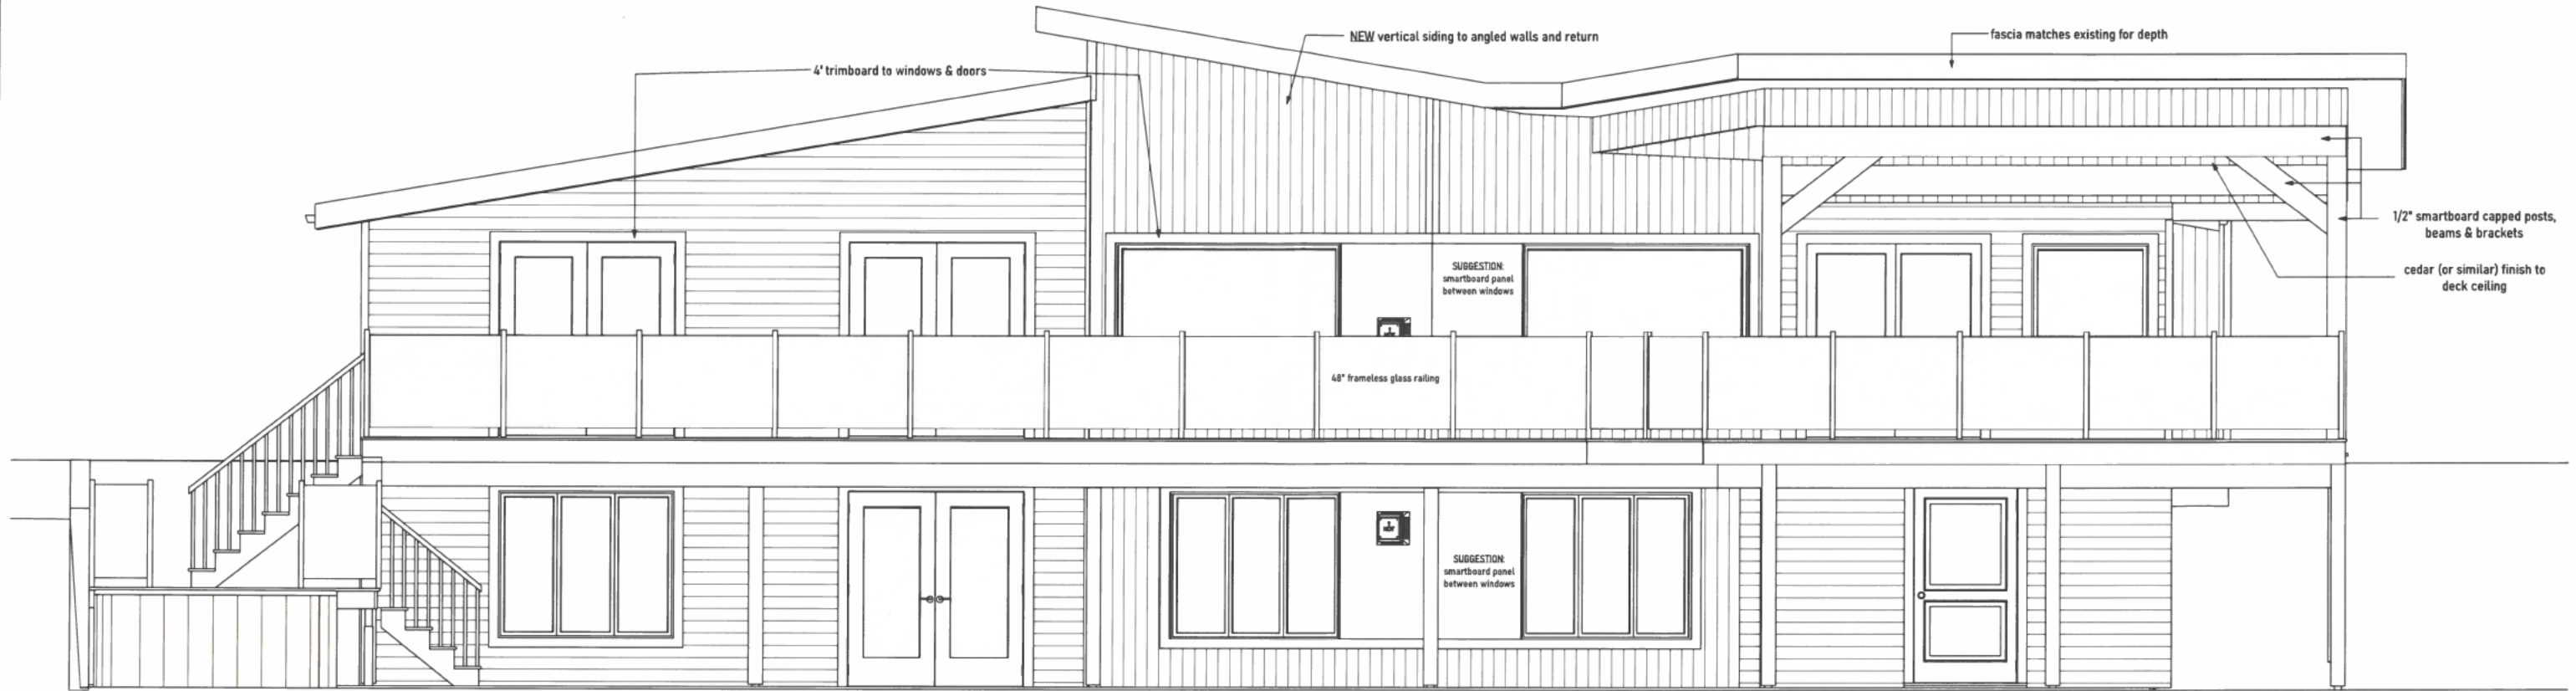 NEW vertical siding to angled walls and return
fascia matches existing for depth
4" trimboard to windows & doors
1/2" smartboard capped posts,
beams & brackets
SUGGESTION:
smartboard panel
between windows
cedar (or similar) finish to
deck ceiling
48" frameless glass railing
SUGGESTION:
smartboard panel
between windows